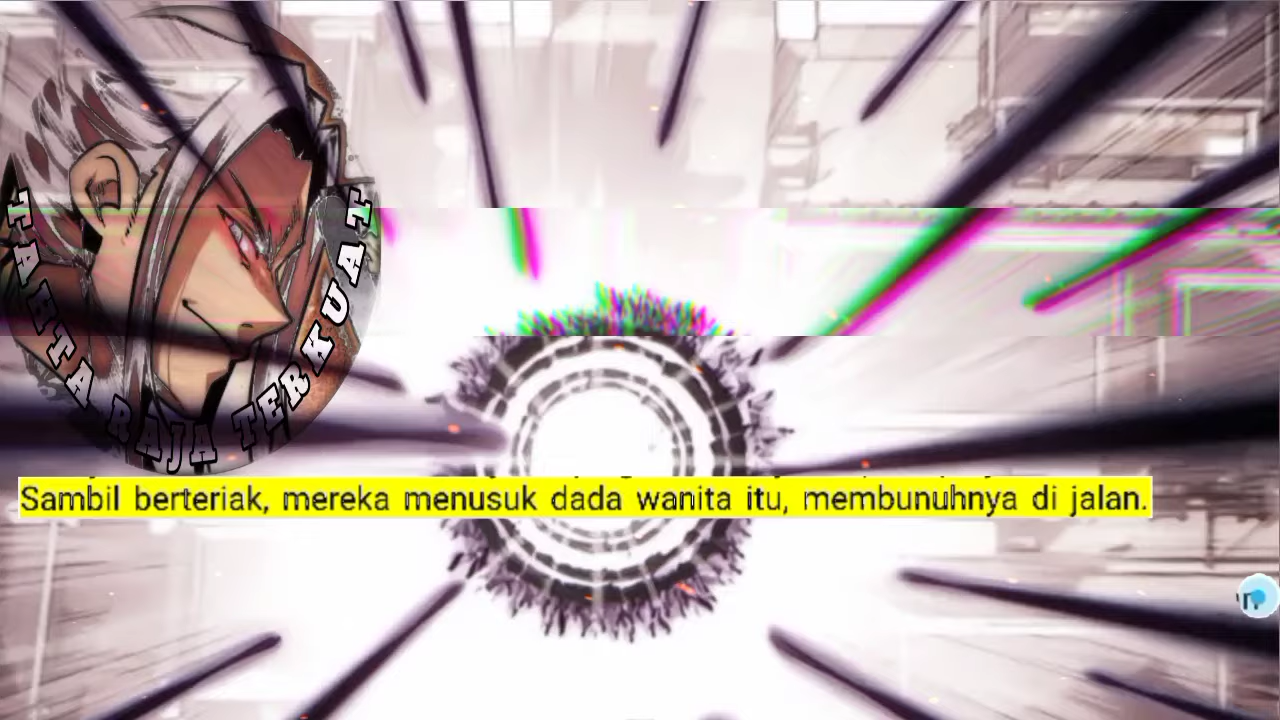 TAHTA RAJA TERKUAT
Sambil berteriak, mereka menusuk dada wanita itu, membunuhnya di jalan.